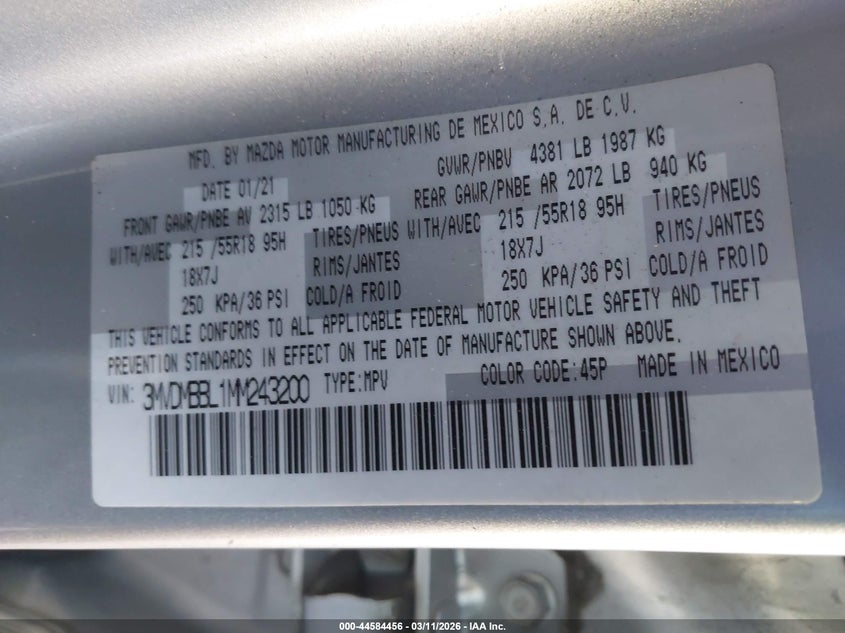 MFD. BY MAZDA MOTOR MANUFACTURING DE MEXICO S.A. DE C.V.
DATE 01/21 GVWR/PNBV 4381 LB 1987 KG
FRONT GAWR/PNBE AV 2315 LB 1050 KG REAR GAWR/PNBE AR 2072 LB 940 KG
WITH/AVEC 215 /55R18 95H TIRES/PNEUS WITH/AVEC 215 /55R18 95H TIRES/PNEUS
18X7J RIMS/JANTES 18X7J RIMS/JANTES
250 KPA/36 PSI COLD/A FROID 250 KPA/36 PSI COLD/A FROID
THIS VEHICLE CONFORMS TO ALL APPLICABLE FEDERAL MOTOR VEHICLE SAFETY AND THEFT
PREVENTION STANDARDS IN EFFECT ON THE DATE OF MANUFACTURE SHOWN ABOVE.
VIN: 3MVDMBBL1MM243200 TYPE:MPV COLOR CODE:45P MADE IN MEXICO
000-44584456 - 03/11/2026 - IAA Inc.